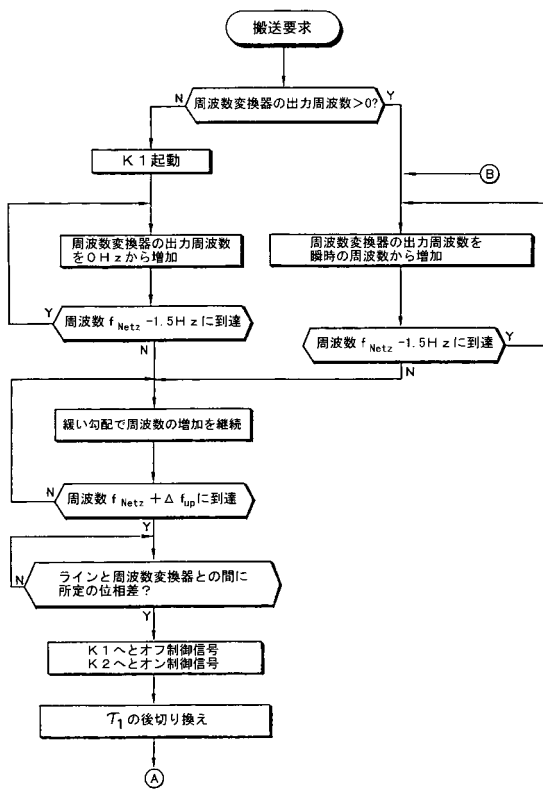 搬送要求
N
周波数変換器の出力周波数>0?
Y
K1起動
B
周波数変換器の出力周波数
を0Hzから増加
周波数変換器の出力周波数を
瞬時の周波数から増加
Y
周波数 fNetz -1.5Hzに到達
N
周波数 fNetz -1.5Hzに到達
Y
N
緩い勾配で周波数の増加を継続
N
周波数 fNetz + Δ fup に到達
Y
N
ラインと周波数変換器との間に
所定の位相差?
Y
K1へとオフ制御信号
K2へとオン制御信号
T1の後切り換え
A